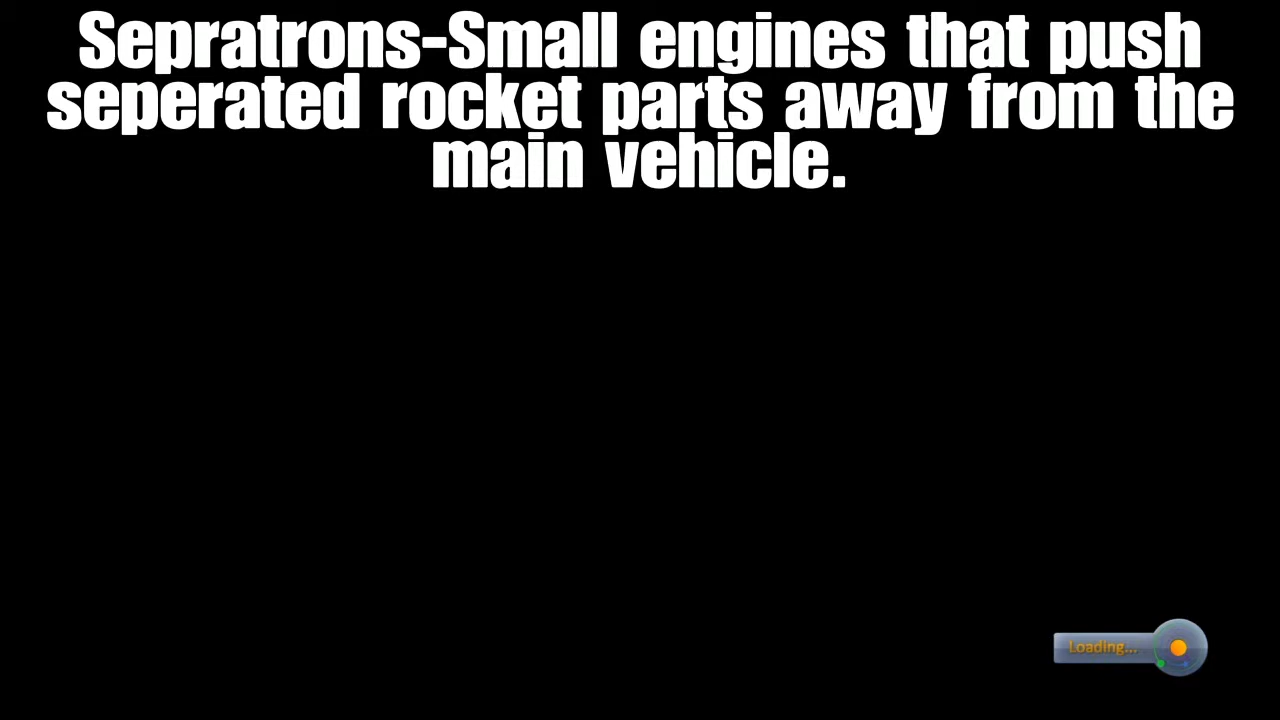 Sepratrons-Small engines that push
seperated rocket parts away from the
main vehicle.
Loading...